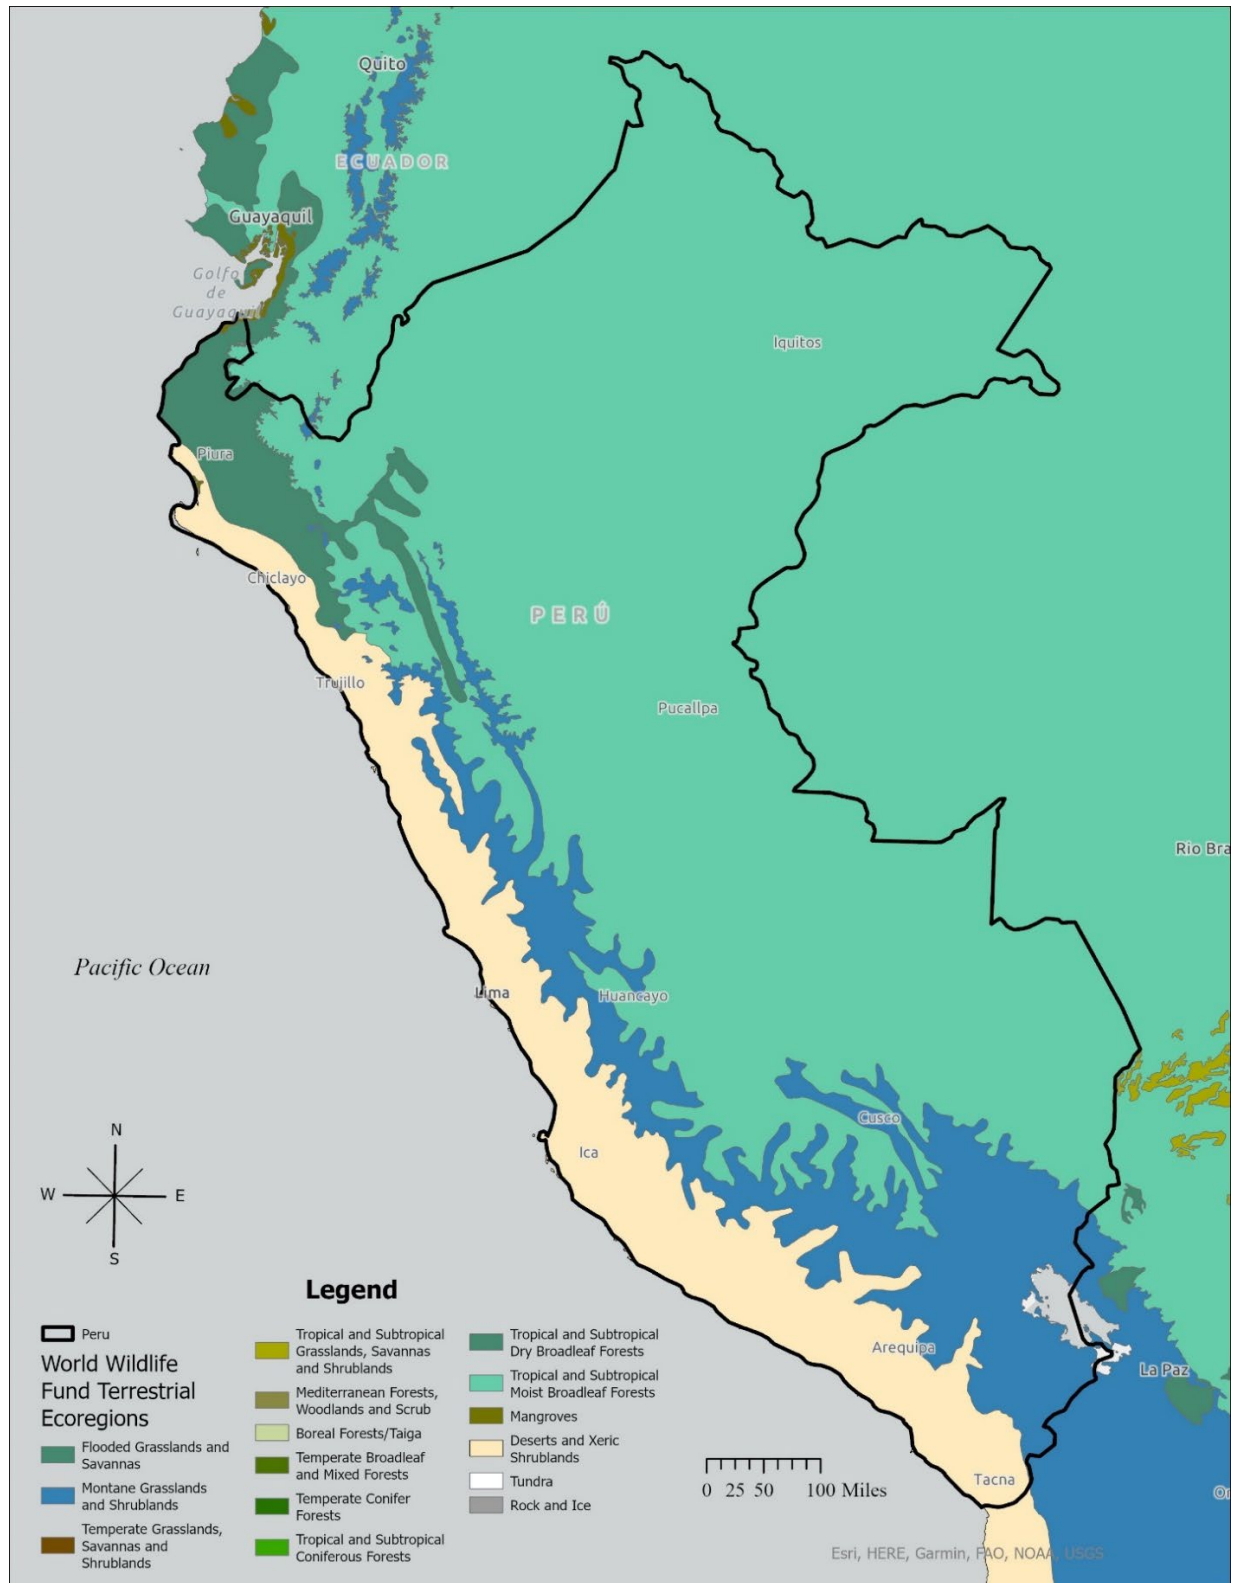 Quito
ECUADOR
Guayaquil
Golfo
de
Guayaquil
Iquitos
Piura
Chiclayo
PERÚ
Trujillo
Pucallpa
Rio Bra
Pacific Ocean
Lima
Huancayo
Cusco
Ica
N
W E
S
Arequipa
La Paz
Tacna
Or
Legend
Peru
World Wildlife
Fund Terrestrial
Ecoregions
Flooded Grasslands and
Savannas
Montane Grasslands
and Shrublands
Temperate Grasslands,
Savannas and
Shrublands
Tropical and Subtropical
Grasslands, Savannas
and Shrublands
Mediterranean Forests,
Woodlands and Scrub
Boreal Forests/Taiga
Temperate Broadleaf
and Mixed Forests
Temperate Conifer
Forests
Tropical and Subtropical
Coniferous Forests
Tropical and Subtropical
Dry Broadleaf Forests
Tropical and Subtropical
Moist Broadleaf Forests
Mangroves
Deserts and Xeric
Shrublands
Tundra
Rock and Ice
0 25 50 100 Miles
Esri, HERE, Garmin, FAO, NOAA, USGS